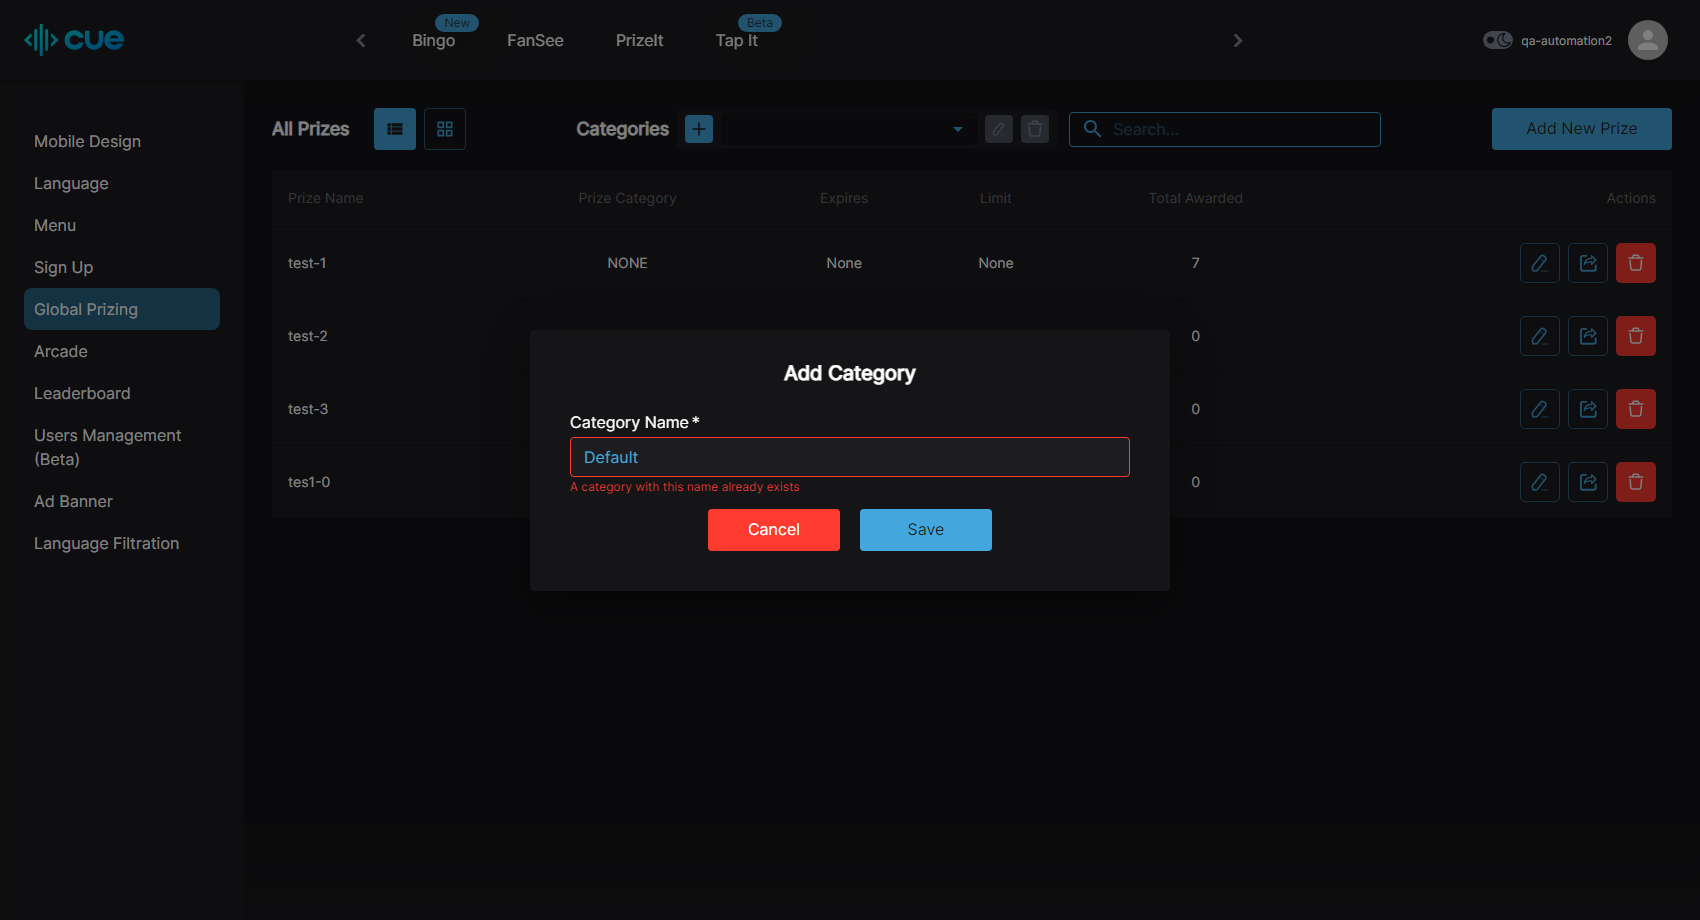 cue
New
Bingo
FanSee
PrizeIt
Beta
Tap It
qa-automation2
Mobile Design
Language
Menu
Sign Up
Global Prizing
Arcade
Leaderboard
Users Management
(Beta)
Ad Banner
Language Filtration
All Prizes
Categories
Search...
Add New Prize
Prize Name Prize Category Expires Limit Total Awarded Actions
test-1 NONE None None 7
test-2 0
test-3 0
tes1-0 0
Add Category
Category Name *
Default
A category with this name already exists
Cancel
Save